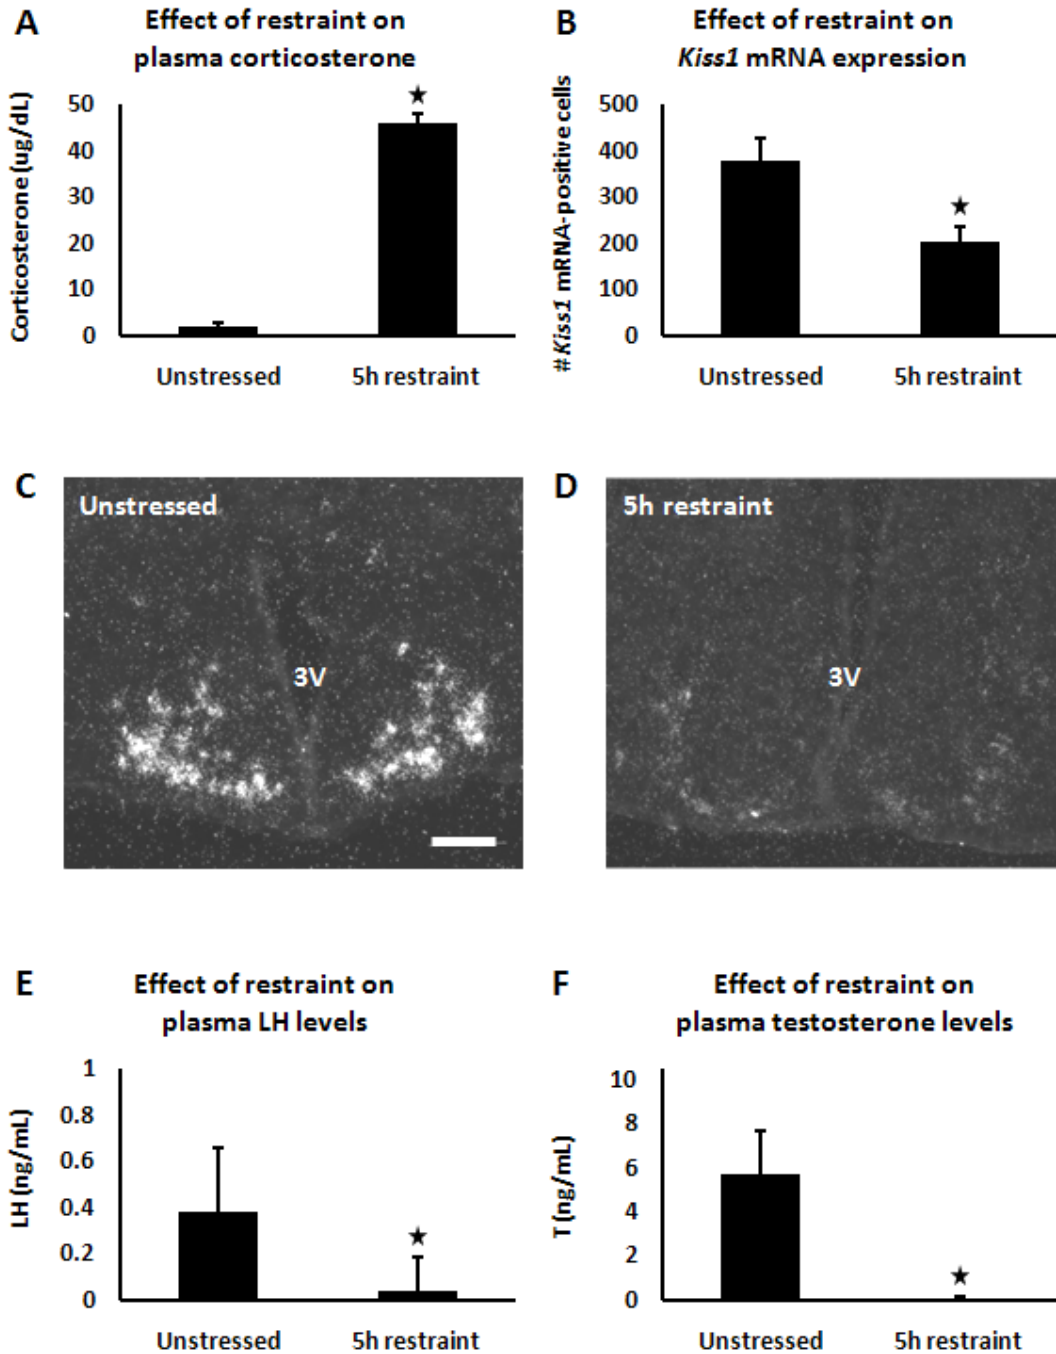 A
Effect of restraint on
plasma corticosterone
Corticosterone (ug/dL)
50
40
30
20
10
0
Unstressed
5h restraint
B
Effect of restraint on
Kiss1 mRNA expression
#Kiss1 mRNA-positive cells
500
400
300
200
100
0
Unstressed
5h restraint
C
Unstressed
3V
D
5h restraint
3V
E
Effect of restraint on
plasma LH levels
LH (ng/mL)
1
0.8
0.6
0.4
0.2
0
Unstressed
5h restraint
F
Effect of restraint on
plasma testosterone levels
T (ng/mL)
10
8
6
4
2
0
Unstressed
5h restraint